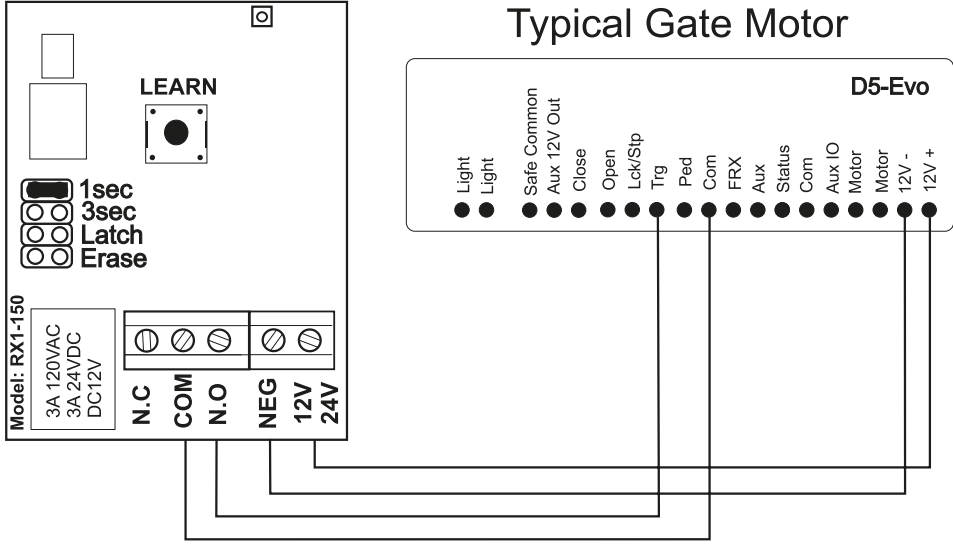 Typical Gate Motor
D5-Evo
LEARN
1sec
3sec
Latch
Erase
Model: RX1-150
3A 120VAC
3A 24VDC
DC12V
N.C
COM
N.O
NEG
12V
24V
Light
Light
Safe Common
Aux 12V Out
Close
Open
Lck/Stp
Trg
Ped
Com
FRX
Aux
Status
Com
Aux IO
Motor
Motor
12V -
12V +